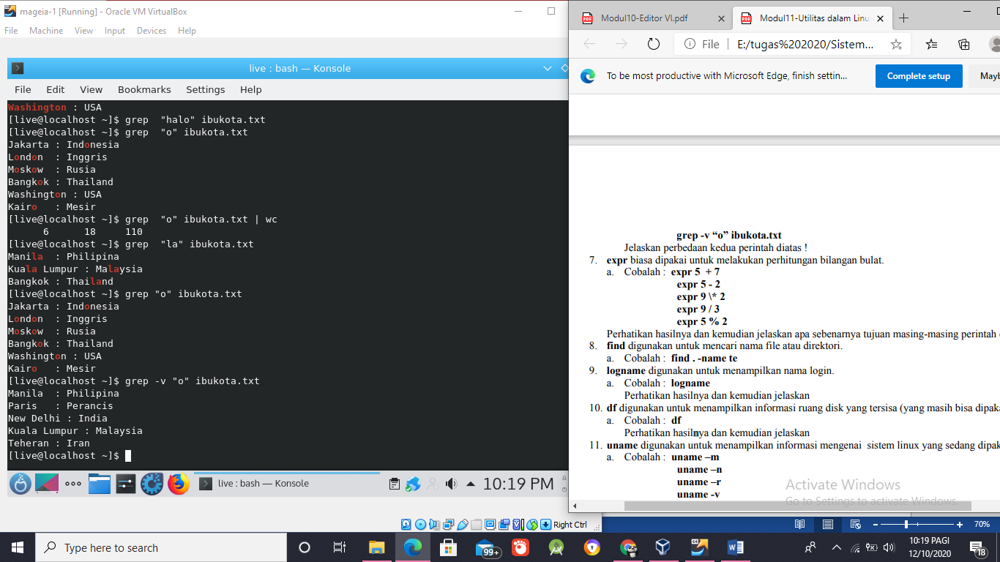 mageia-1 [Running] - Oracle VM VirtualBox
File Machine View Input Devices Help
live : bash — Konsole
File Edit View Bookmarks Settings Help
Washington : USA
[live@localhost ~]$ grep  "halo" ibukota.txt
[live@localhost ~]$ grep  "o" ibukota.txt
Jakarta : Indonesia
London  : Inggris
Moskow  : Rusia
Bangkok : Thailand
Washington : USA
Kairo   : Mesir
[live@localhost ~]$ grep  "o" ibukota.txt | wc
      6      18     110
[live@localhost ~]$ grep  "la" ibukota.txt
Manila  : Philipina
Kuala Lumpur : Malaysia
Bangkok : Thailand
[live@localhost ~]$ grep "o" ibukota.txt
Jakarta : Indonesia
London  : Inggris
Moskow  : Rusia
Bangkok : Thailand
Washington : USA
Kairo   : Mesir
[live@localhost ~]$ grep -v "o" ibukota.txt
Manila  : Philipina
Paris   : Perancis
New Delhi : India
Kuala Lumpur : Malaysia
Teheran : Iran
[live@localhost ~]$
live : bash — Konsole
10:19 PM
Right Ctrl
Modul10-Editor VI.pdf
Modul11-Utilitas dalam Linu
File
E:/tugas%202020/Sistem...
To be most productive with Microsoft Edge, finish settin...
Complete setup
Mayb
grep -v “o” ibukota.txt
Jelaskan perbedaan kedua perintah diatas !
7. expr biasa dipakai untuk melakukan perhitungan bilangan bulat.
a. Cobalah : expr 5 + 7
expr 5 - 2
expr 9 \* 2
expr 9 / 3
expr 5 % 2
Perhatikan hasilnya dan kemudian jelaskan apa sebenarnya tujuan masing-masing perintah
8. find digunakan untuk mencari nama file atau direktori.
a. Cobalah : find . -name te
9. logname digunakan untuk menampilkan nama login.
a. Cobalah : logname
Perhatikan hasilnya dan kemudian jelaskan
10. df digunakan untuk menampilkan informasi ruang disk yang tersisa (yang masih bisa dipaka
a. Cobalah : df
Perhatikan hasilnya dan kemudian jelaskan
11. uname digunakan untuk menampilkan informasi mengenai sistem linux yang sedang dipak
a. Cobalah : uname –m
uname –n
uname –r
uname -v
Activate Windows
Go to Settings to activate Windows.
70%
Type here to search
99+
10:19 PAGI
12/10/2020
18